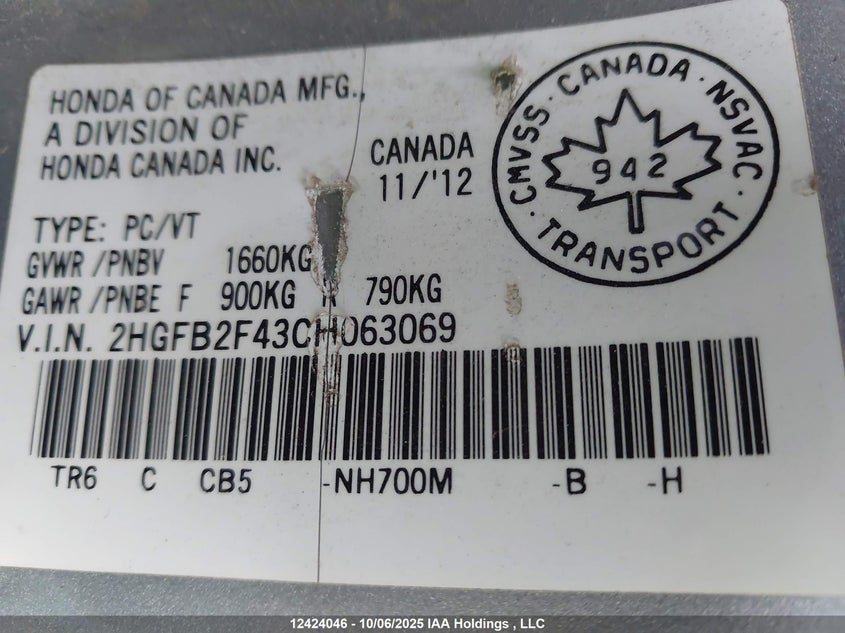 HONDA OF CANADA MFG.,
A DIVISION OF
HONDA CANADA INC.
CANADA
11/'12
CMVSS · CANADA · NSVAC · TRANSPORT ·
942
TYPE: PC/VT
GVWR /PNBV 1660KG
GAWR /PNBE F 900KG R 790KG
V.I.N. 2HGFB2F43CH063069
TR6 C CB5 -NH700M -B -H
12424046 - 10/06/2025 IAA Holdings , LLC